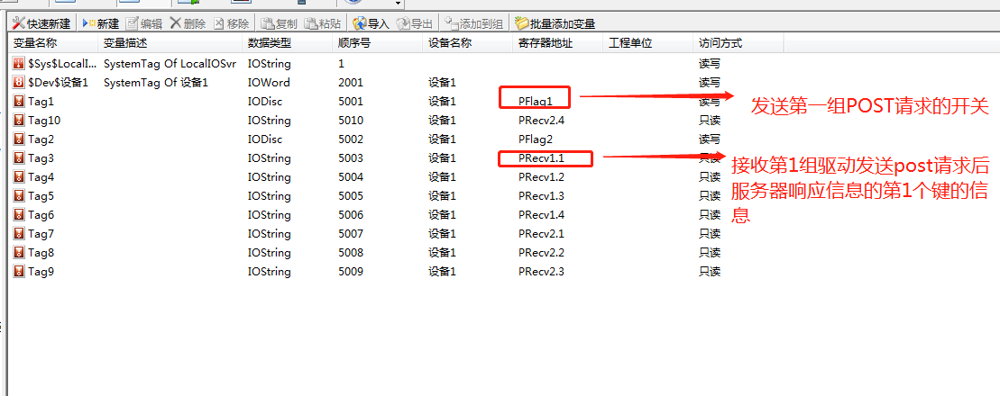 快速新建 新建 编辑 删除 移除 复制 粘贴 导入 导出 添加到组 批量添加变量
变量名称 变量描述 数据类型 顺序号 设备名称 寄存器地址 工程单位 访问方式
$Sys$LocalI... SystemTag Of LocalIOSvr IOString 1 读写
$Dev$设备1 SystemTag Of 设备1 IOWord 2001 设备1 读写
Tag1 IODisc 5001 设备1 PFlag1 读写
发送第一组POST请求的开关
Tag10 IOString 5010 设备1 PRecv2.4 只读
Tag2 IODisc 5002 设备1 PFlag2 读写
Tag3 IOString 5003 设备1 PRecv1.1 只读
接收第1组驱动发送post请求后
服务器响应信息的第1个键的信
息
Tag4 IOString 5004 设备1 PRecv1.2 只读
Tag5 IOString 5005 设备1 PRecv1.3 只读
Tag6 IOString 5006 设备1 PRecv1.4 只读
Tag7 IOString 5007 设备1 PRecv2.1 只读
Tag8 IOString 5008 设备1 PRecv2.2 只读
Tag9 IOString 5009 设备1 PRecv2.3 只读